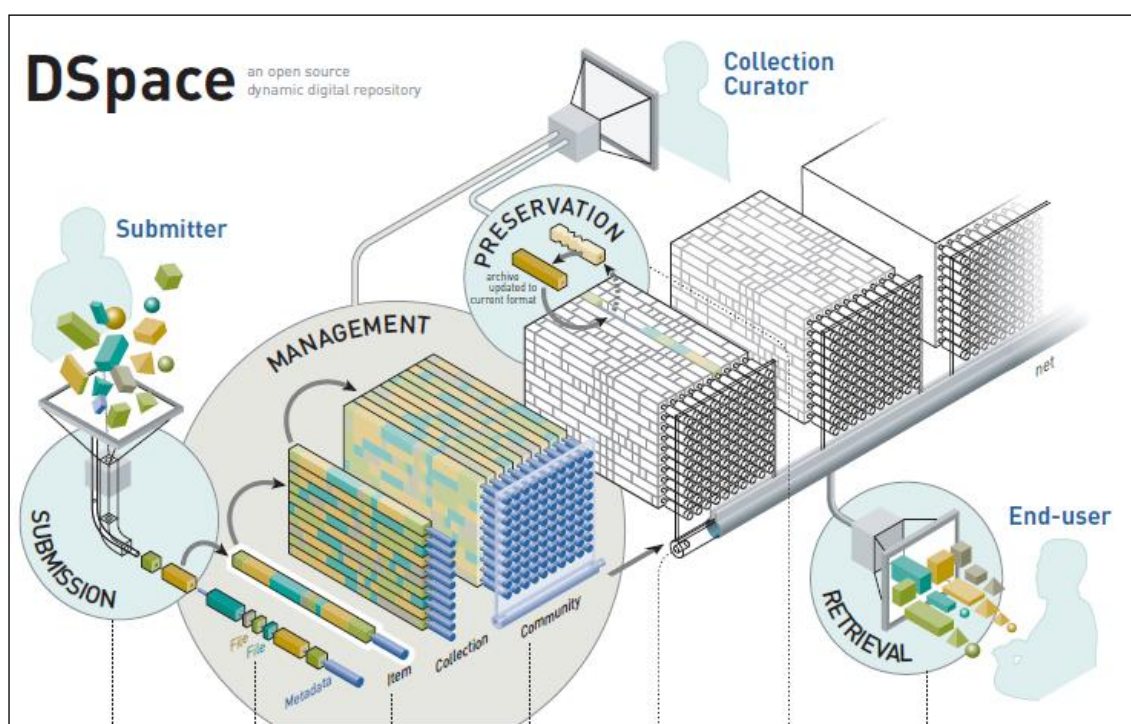 DSpace
an open source
dynamic digital repository
Collection
Curator
Submitter
PRESERVATION
archive
updated to
current format
MANAGEMENT
net
SUBMISSION
End-user
RETRIEVAL
File
File
Metadata
Item
Collection
Community